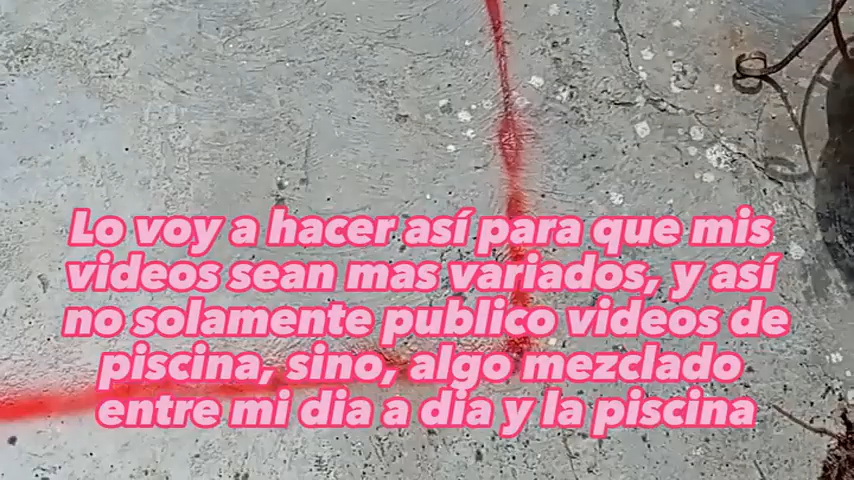 Lo voy a hacer así para que mis
videos sean mas variados, y así
no solamente publico videos de
piscina, sino, algo mezclado
entre mi dia a dia y la piscina